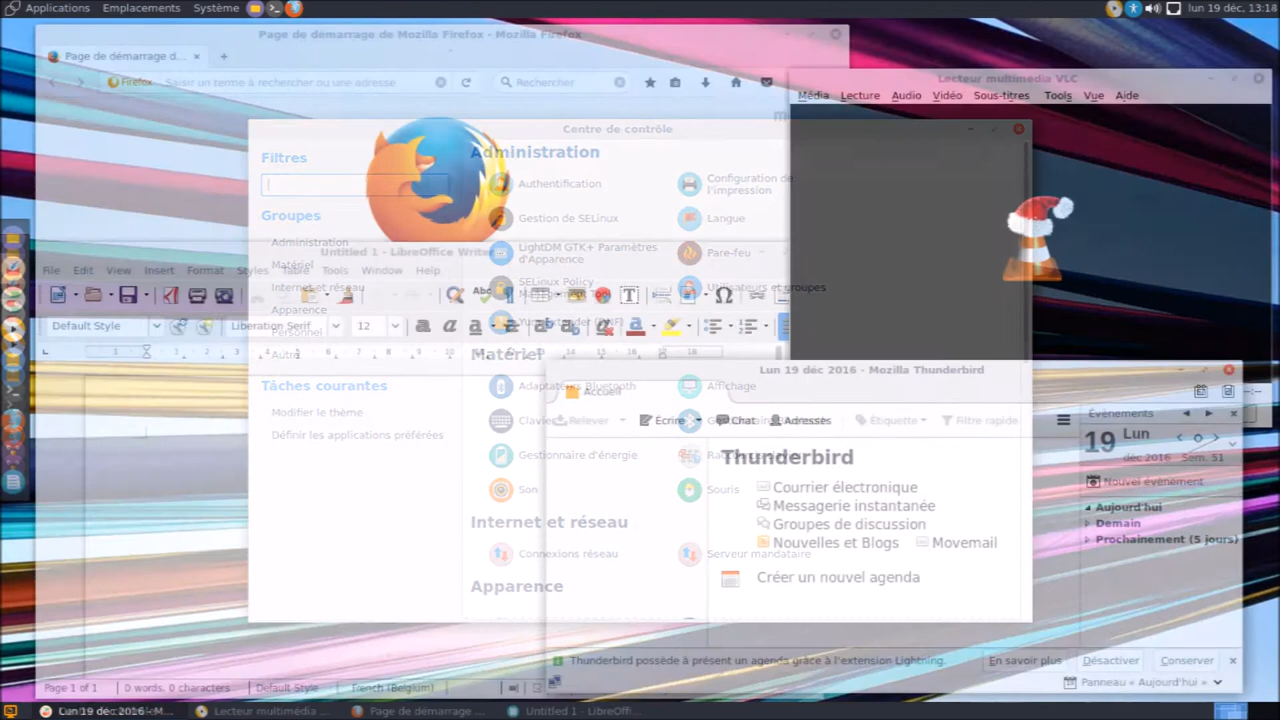 Applications Emplacements Système
lun 19 déc, 13:18
Page de démarrage de Mozilla Firefox - Mozilla Firefox
Page de démarrage d...
Firefox
Saisir un terme à rechercher ou une adresse
Rechercher
Lecteur multimédia VLC
Média Lecture Audio Vidéo Sous-titres Tools Vue Aide
Centre de contrôle
Filtres
Groupes
Administration
Matériel
Internet et réseau
Apparence
Personnel
Autre
Tâches courantes
Modifier le thème
Définir les applications préférées
Administration
Authentification
Configuration de l'impression
Gestion de SELinux
Langue
LightDM GTK+ Paramètres d'Apparence
Pare-feu
SELinux Policy
Utilisateurs et groupes
Matériel
Adaptateurs Bluetooth
Affichage
Clavier
Gestionnaire d'énergie
Son
Souris
Internet et réseau
Connexions réseau
Serveur mandataire
Apparence
Untitled 1 - LibreOffice Writer
File Edit View Insert Format Styles Table Tools Window Help
Default Style
Liberation Serif
12
Page 1 of 1
0 words, 0 characters
Default Style
French (Belgium)
Lun 19 déc 2016 - Mozilla Thunderbird
Accueil
Relever
Écrire
Chat
Adresses
Étiquette
Filtre rapide
Thunderbird
Courrier électronique
Messagerie instantanée
Groupes de discussion
Nouvelles et Blogs
Movemail
Créer un nouvel agenda
Événements
19
Lun
déc 2016 Sem. 51
Nouvel événement
Aujourd'hui
Demain
Prochainement (5 jours)
Thunderbird possède à présent un agenda grâce à l'extension Lightning.
En savoir plus
Désactiver
Conserver
Panneau « Aujourd'hui »
Lun 19 déc 2016 - M...
Lecteur multimédia ...
Page de démarrage ...
Untitled 1 - LibreOffi...